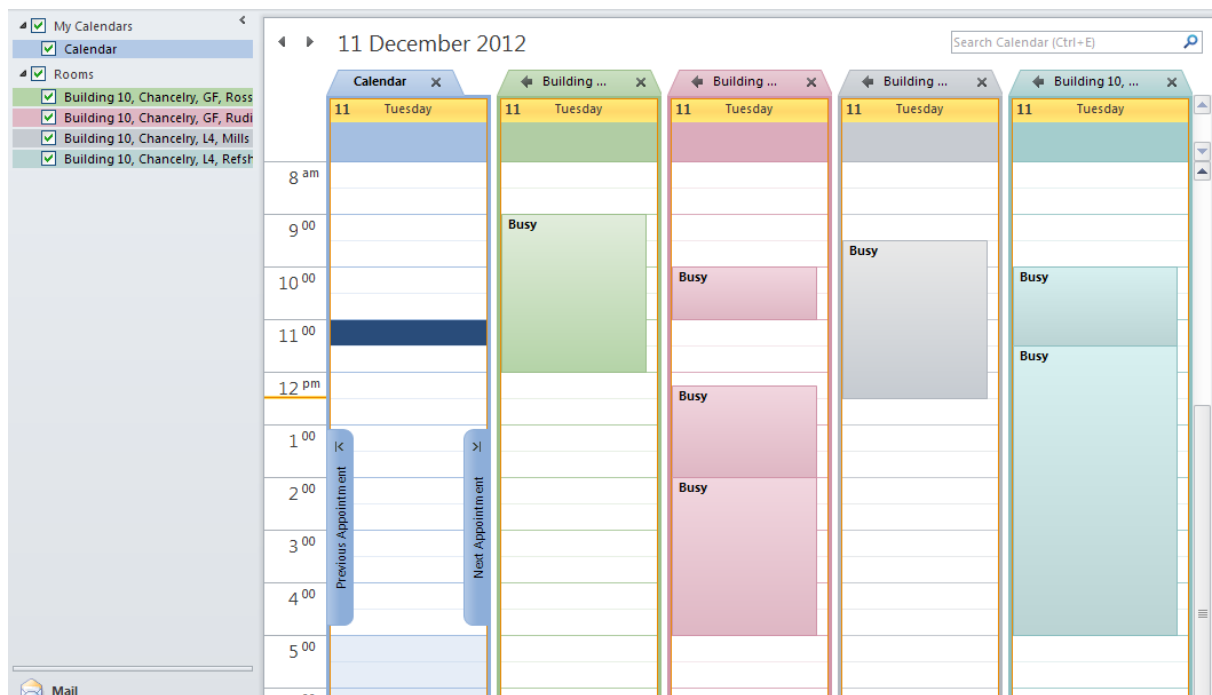 My Calendars
Calendar
Rooms
Building 10, Chancelry, GF, Ross
Building 10, Chancelry, GF, Rudi
Building 10, Chancelry, L4, Mills
Building 10, Chancelry, L4, Refsh
Mail
11 December 2012
Search Calendar (Ctrl+E)
Calendar Building ... Building ... Building ... Building 10, ...
11 Tuesday 11 Tuesday 11 Tuesday 11 Tuesday 11 Tuesday
8 am
9 00 Busy
Busy
10 00 Busy Busy
11 00
Busy
12 pm Busy
1 00
2 00 Busy
3 00
4 00
5 00
Previous Appointment
Next Appointment